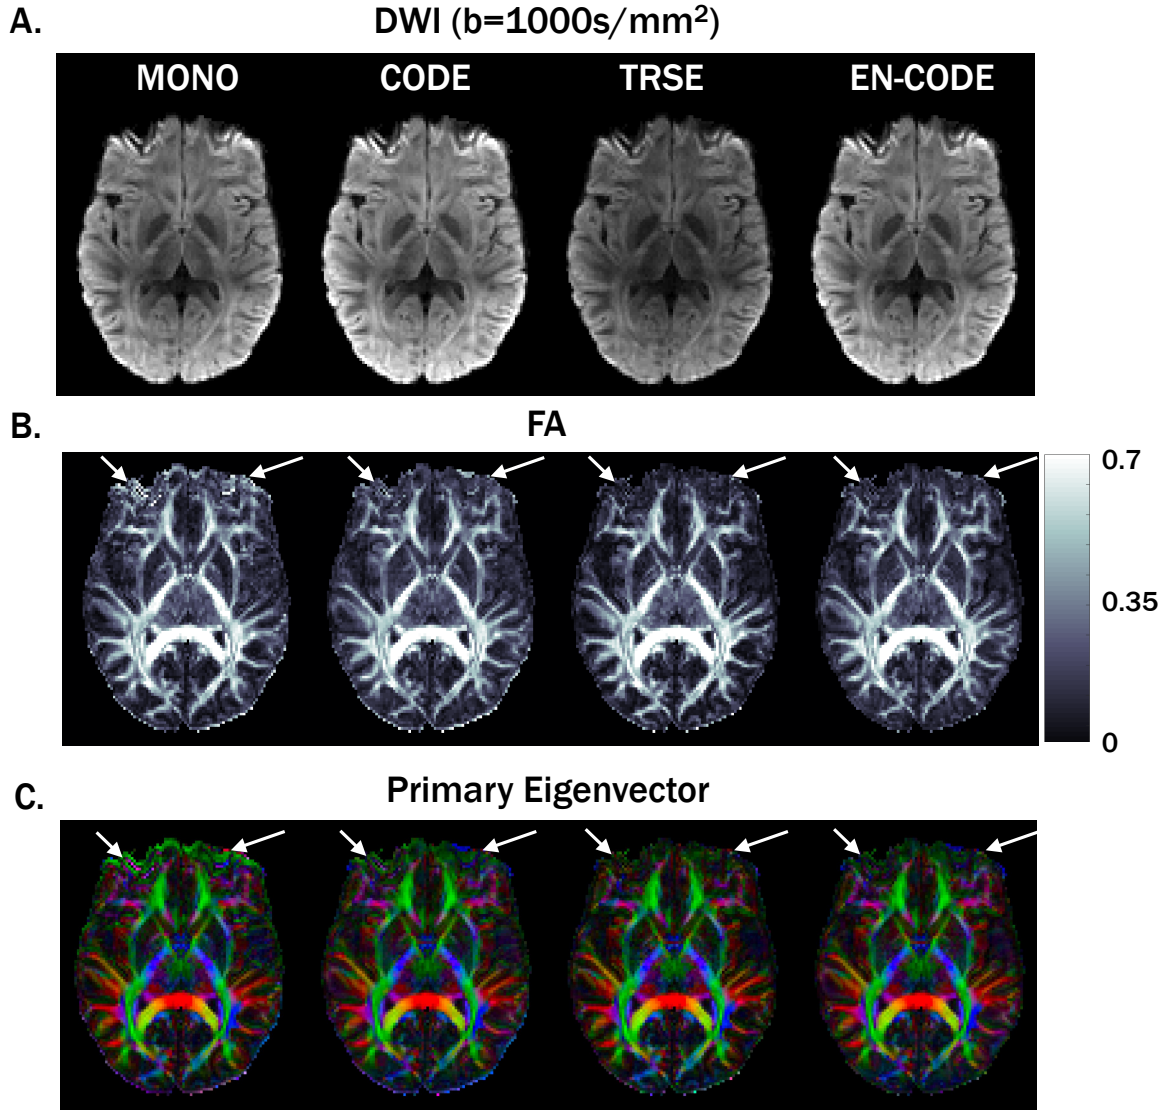 A.
DWI (b=1000s/mm²)
MONO CODE TRSE EN-CODE
B.
FA
0.7
0.35
0
C.
Primary Eigenvector